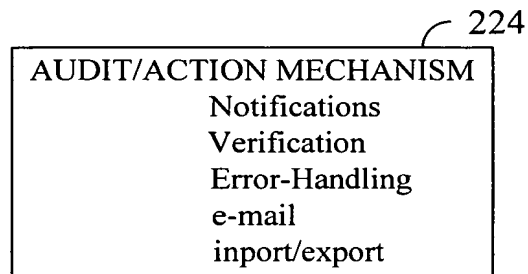 224
AUDIT/ACTION MECHANISM
Notifications
Verification
Error-Handling
e-mail
inport/export